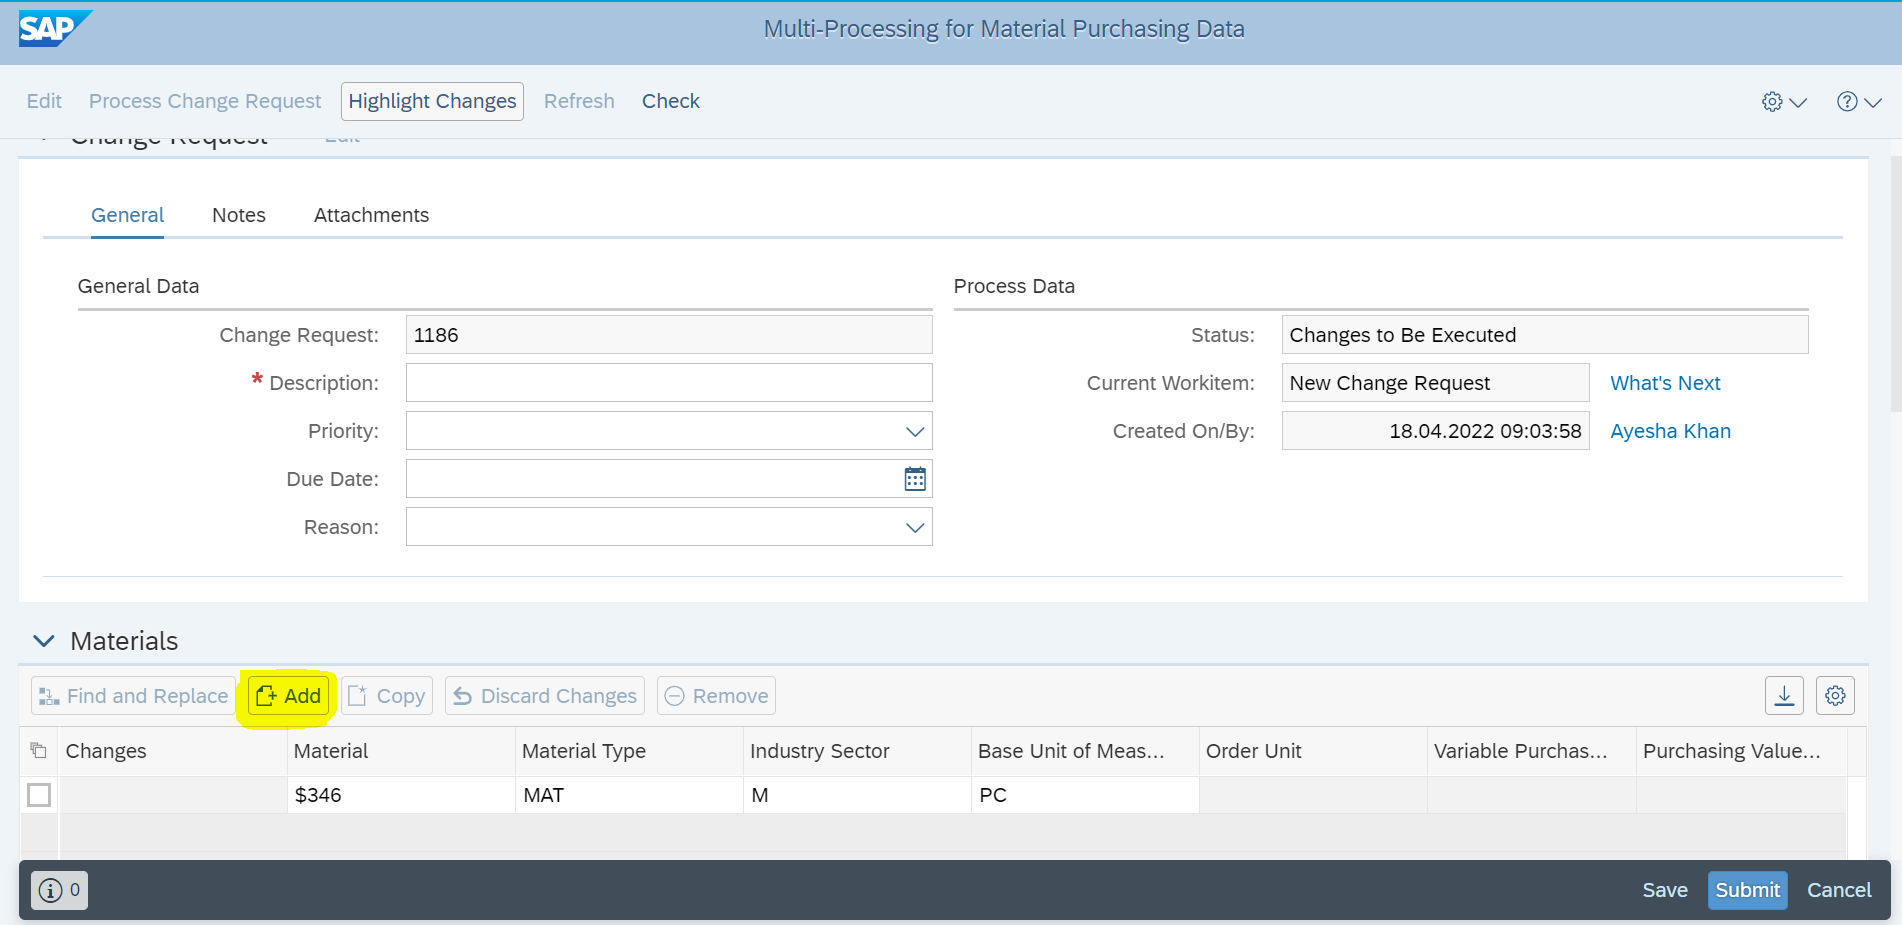 SAP
Multi-Processing for Material Purchasing Data
Edit Process Change Request Highlight Changes Refresh Check
Change Request Edit
General Notes Attachments
General Data
Change Request: 1186
* Description:
Priority:
Due Date:
Reason:
Process Data
Status: Changes to Be Executed
Current Workitem: New Change Request What's Next
Created On/By: 18.04.2022 09:03:58 Ayesha Khan
Materials
Find and Replace Add Copy Discard Changes Remove
Changes Material Material Type Industry Sector Base Unit of Meas... Order Unit Variable Purchas... Purchasing Value...
$346 MAT M PC
0 Save Submit Cancel